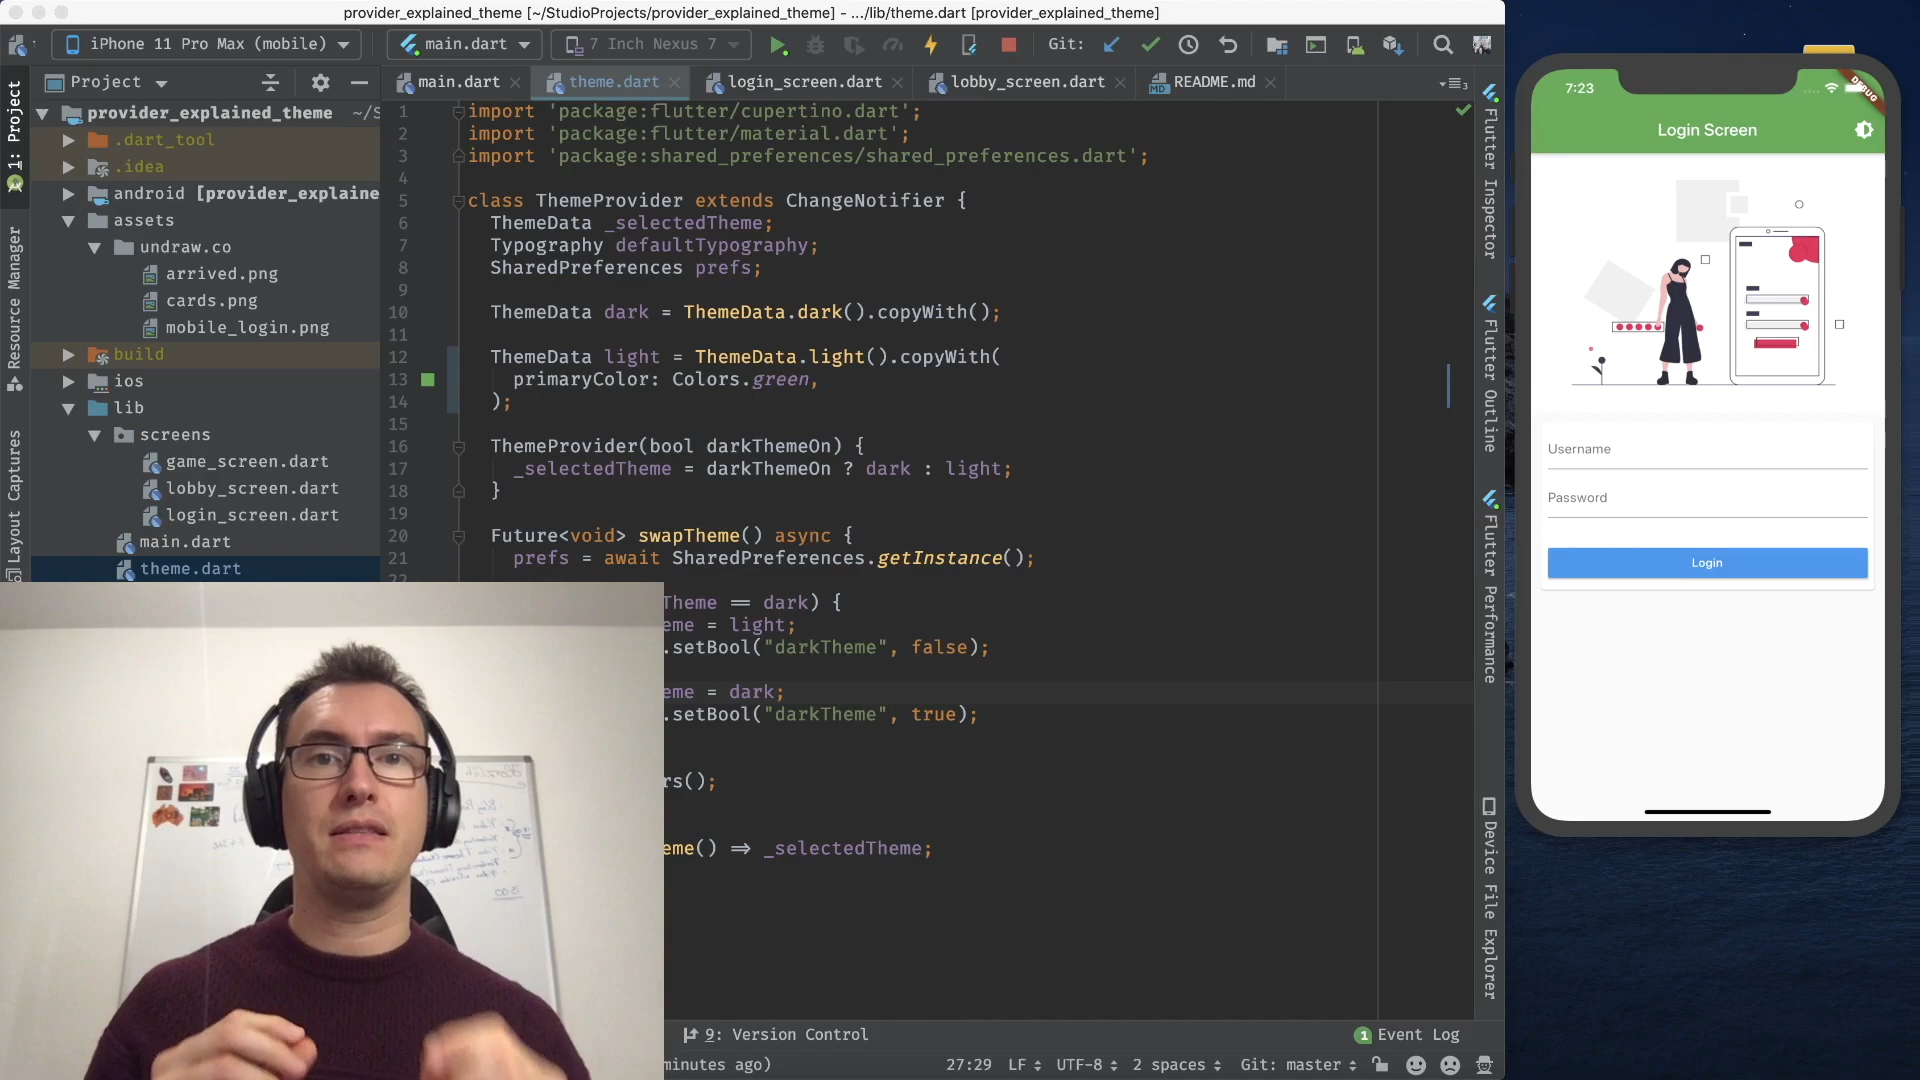 provider_explained_theme [~/StudioProjects/provider_explained_theme] - .../lib/theme.dart [provider_explained_theme]
iPhone 11 Pro Max (mobile)
main.dart
7 Inch Nexus 7
Git:
Project
main.dart
theme.dart
login_screen.dart
lobby_screen.dart
README.md
1: Project
Resource Manager
Layout Captures
provider_explained_theme ~/S
.dart_tool
.idea
android [provider_explaine
assets
undraw.co
arrived.png
cards.png
mobile_login.png
build
ios
lib
screens
game_screen.dart
lobby_screen.dart
login_screen.dart
main.dart
theme.dart
1 import 'package:flutter/cupertino.dart';
2 import 'package:flutter/material.dart';
3 import 'package:shared_preferences/shared_preferences.dart';
4
5 class ThemeProvider extends ChangeNotifier {
6 ThemeData _selectedTheme;
7 Typography defaultTypography;
8 SharedPreferences prefs;
9
10 ThemeData dark = ThemeData.dark().copyWith();
11
12 ThemeData light = ThemeData.light().copyWith(
13 primaryColor: Colors.green,
14 );
15
16 ThemeProvider(bool darkThemeOn) {
17 _selectedTheme = darkThemeOn ? dark : light;
18 }
19
20 Future<void> swapTheme() async {
21 prefs = await SharedPreferences.getInstance();
Theme == dark) {
eme = light;
.setBool("darkTheme", false);
eme = dark;
.setBool("darkTheme", true);
rs();
eme() => _selectedTheme;
Flutter Inspector
Flutter Outline
Flutter Performance
Device File Explorer
9: Version Control
1 Event Log
minutes ago)
27:29 LF UTF-8 2 spaces Git: master
7:23
DEBUG
Login Screen
Username
Password
Login